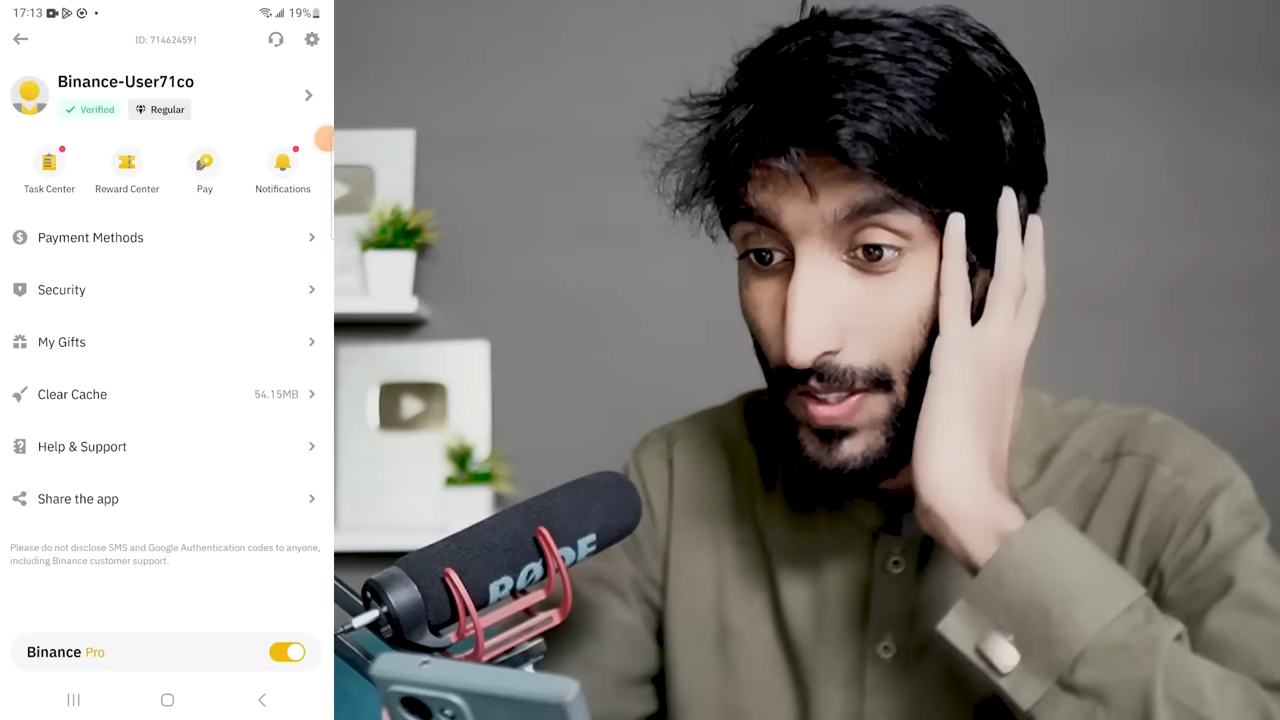 17:13
19%
ID: 714624591
Binance-User71co
Verified
Regular
Task Center
Reward Center
Pay
Notifications
Payment Methods
Security
My Gifts
Clear Cache
54.15MB
Help & Support
Share the app
Please do not disclose SMS and Google Authentication codes to anyone,
including Binance customer support.
Binance Pro
RØDE